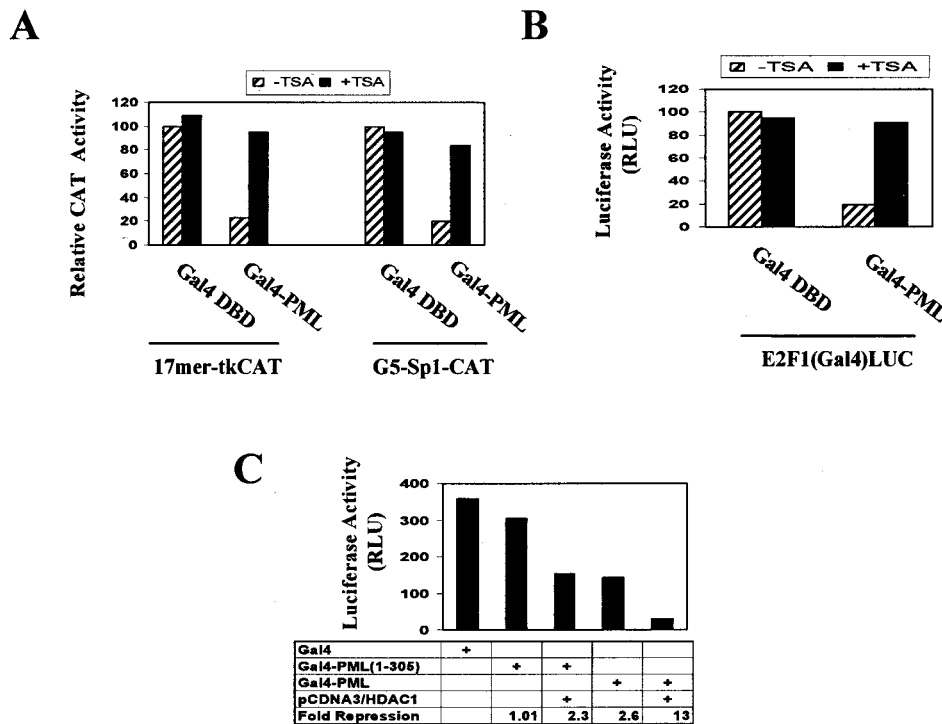 A
-TSA +TSA
Relative CAT Activity
120
100
80
60
40
20
0
Gal4 DBD
Gal4-PML
Gal4 DBD
Gal4-PML
17mer-tkCAT
G5-Sp1-CAT
B
-TSA +TSA
Luciferase Activity
(RLU)
120
100
80
60
40
20
0
Gal4 DBD
Gal4-PML
E2F1(Gal4)LUC
C
Luciferase Activity
(RLU)
400
300
200
100
0
Gal4 +
Gal4-PML(1-305) + +
Gal4-PML + +
pCDNA3/HDAC1 + +
Fold Repression 1.01 2.3 2.6 13